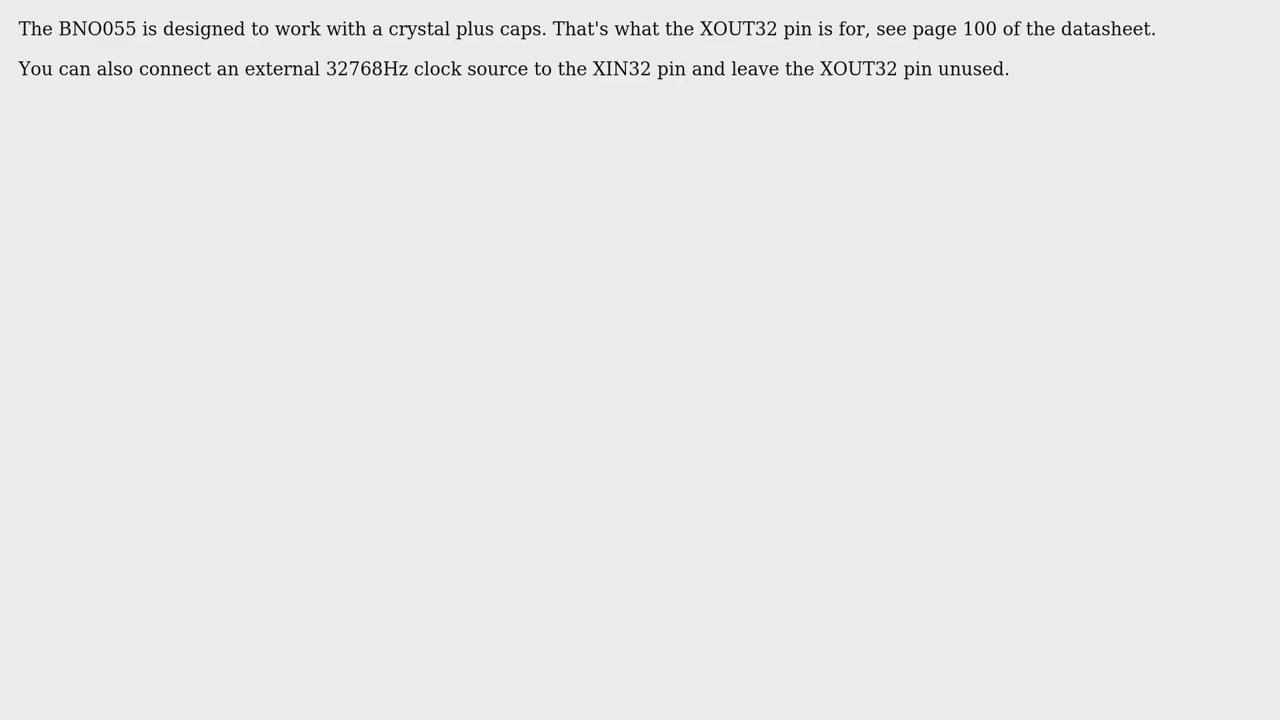 The BNO055 is designed to work with a crystal plus caps. That's what the XOUT32 pin is for, see page 100 of the datasheet.
You can also connect an external 32768Hz clock source to the XIN32 pin and leave the XOUT32 pin unused.